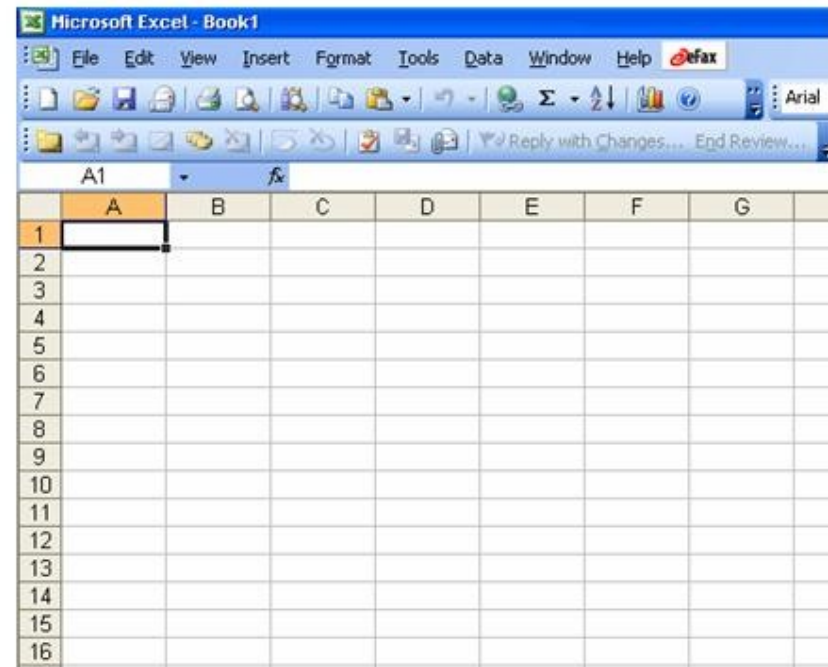 Microsoft Excel - Book1
File Edit View Insert Format Tools Data Window Help eFax
Σ A Z Arial
Reply with Changes... End Review...
A1 fx
A B C D E F G
1
2
3
4
5
6
7
8
9
10
11
12
13
14
15
16